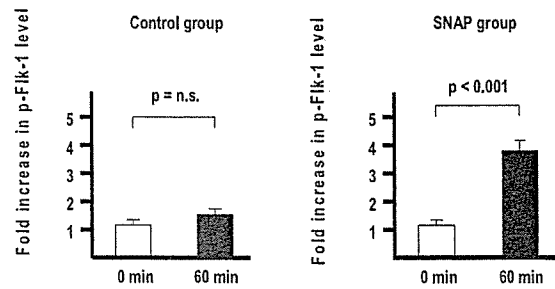 Control group
Fold increase in p-Flk-1 level
p = n.s.
5
4
3
2
1
0 min 60 min
SNAP group
Fold increase in p-Flk-1 level
p < 0.001
5
4
3
2
1
0 min 60 min